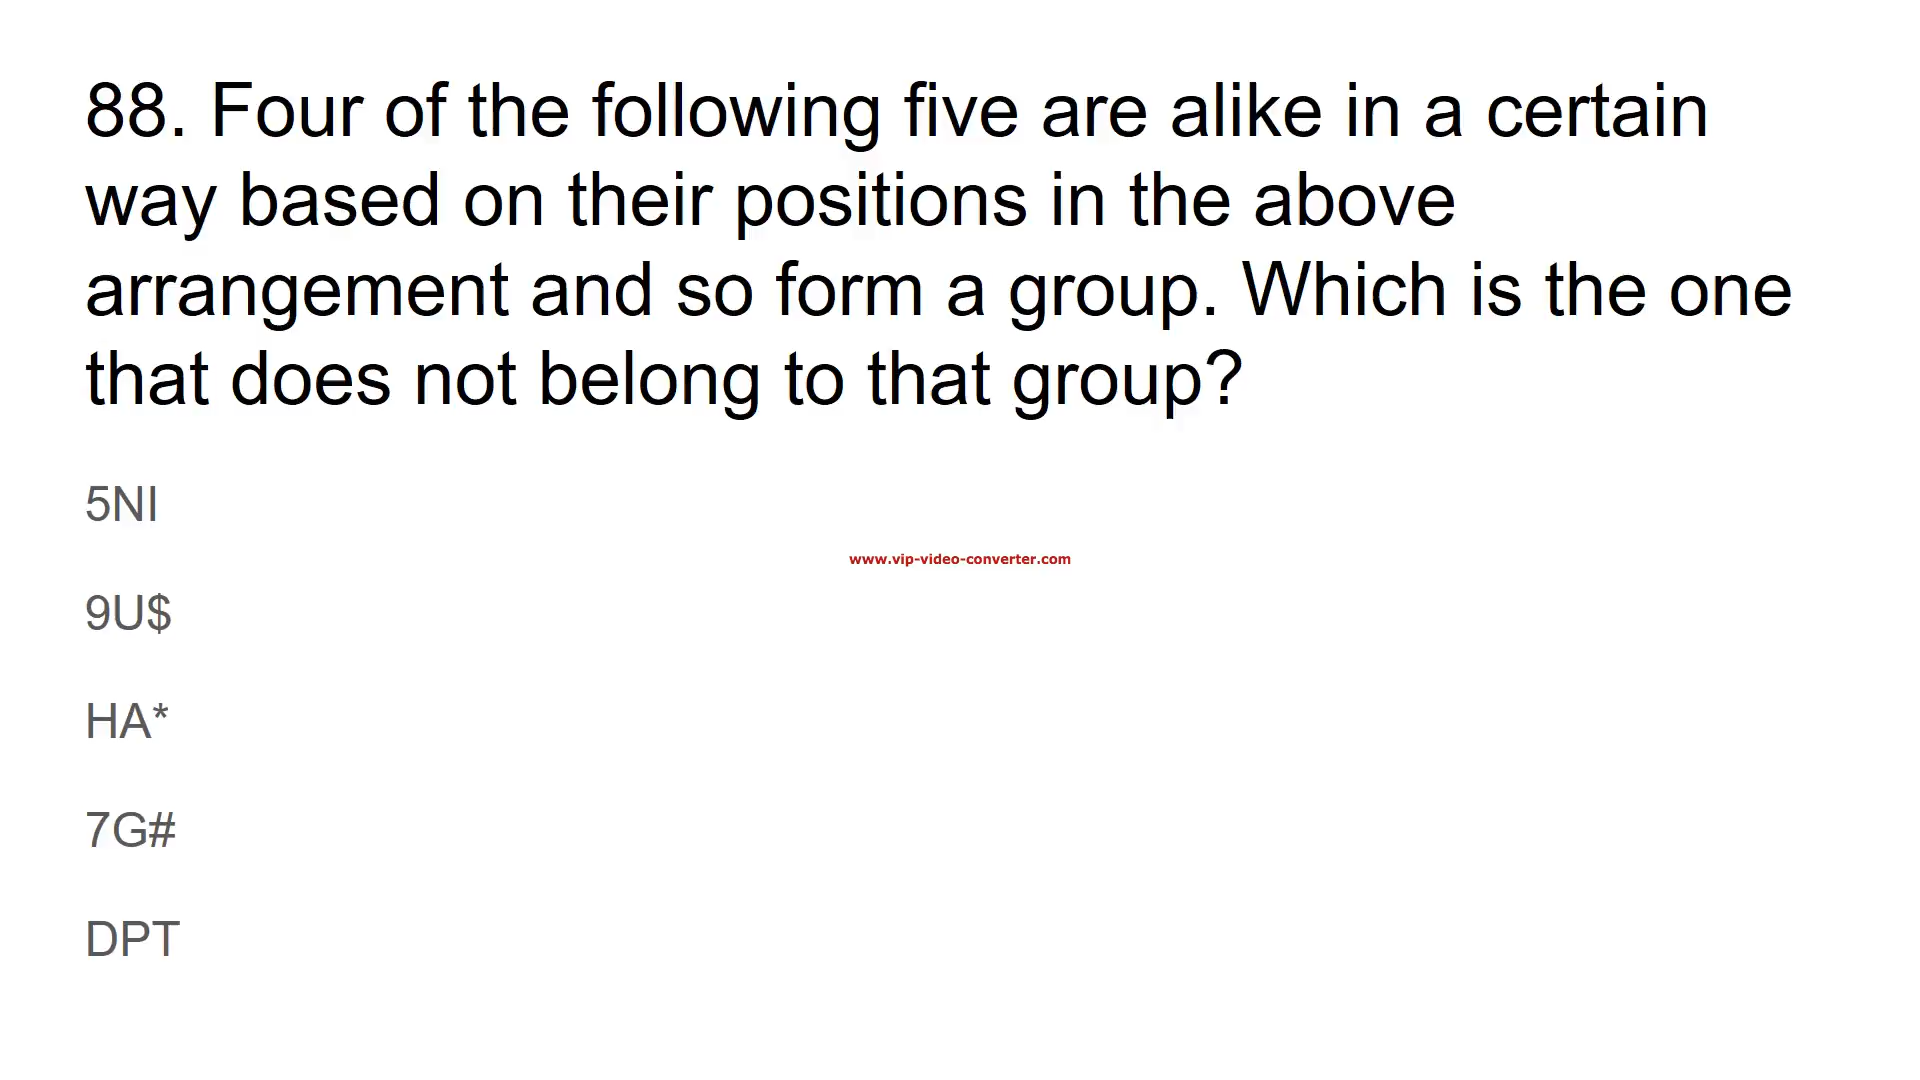 88. Four of the following five are alike in a certain
way based on their positions in the above
arrangement and so form a group. Which is the one
that does not belong to that group?
5NI
www.vip-video-converter.com
9U$
HA*
7G#
DPT